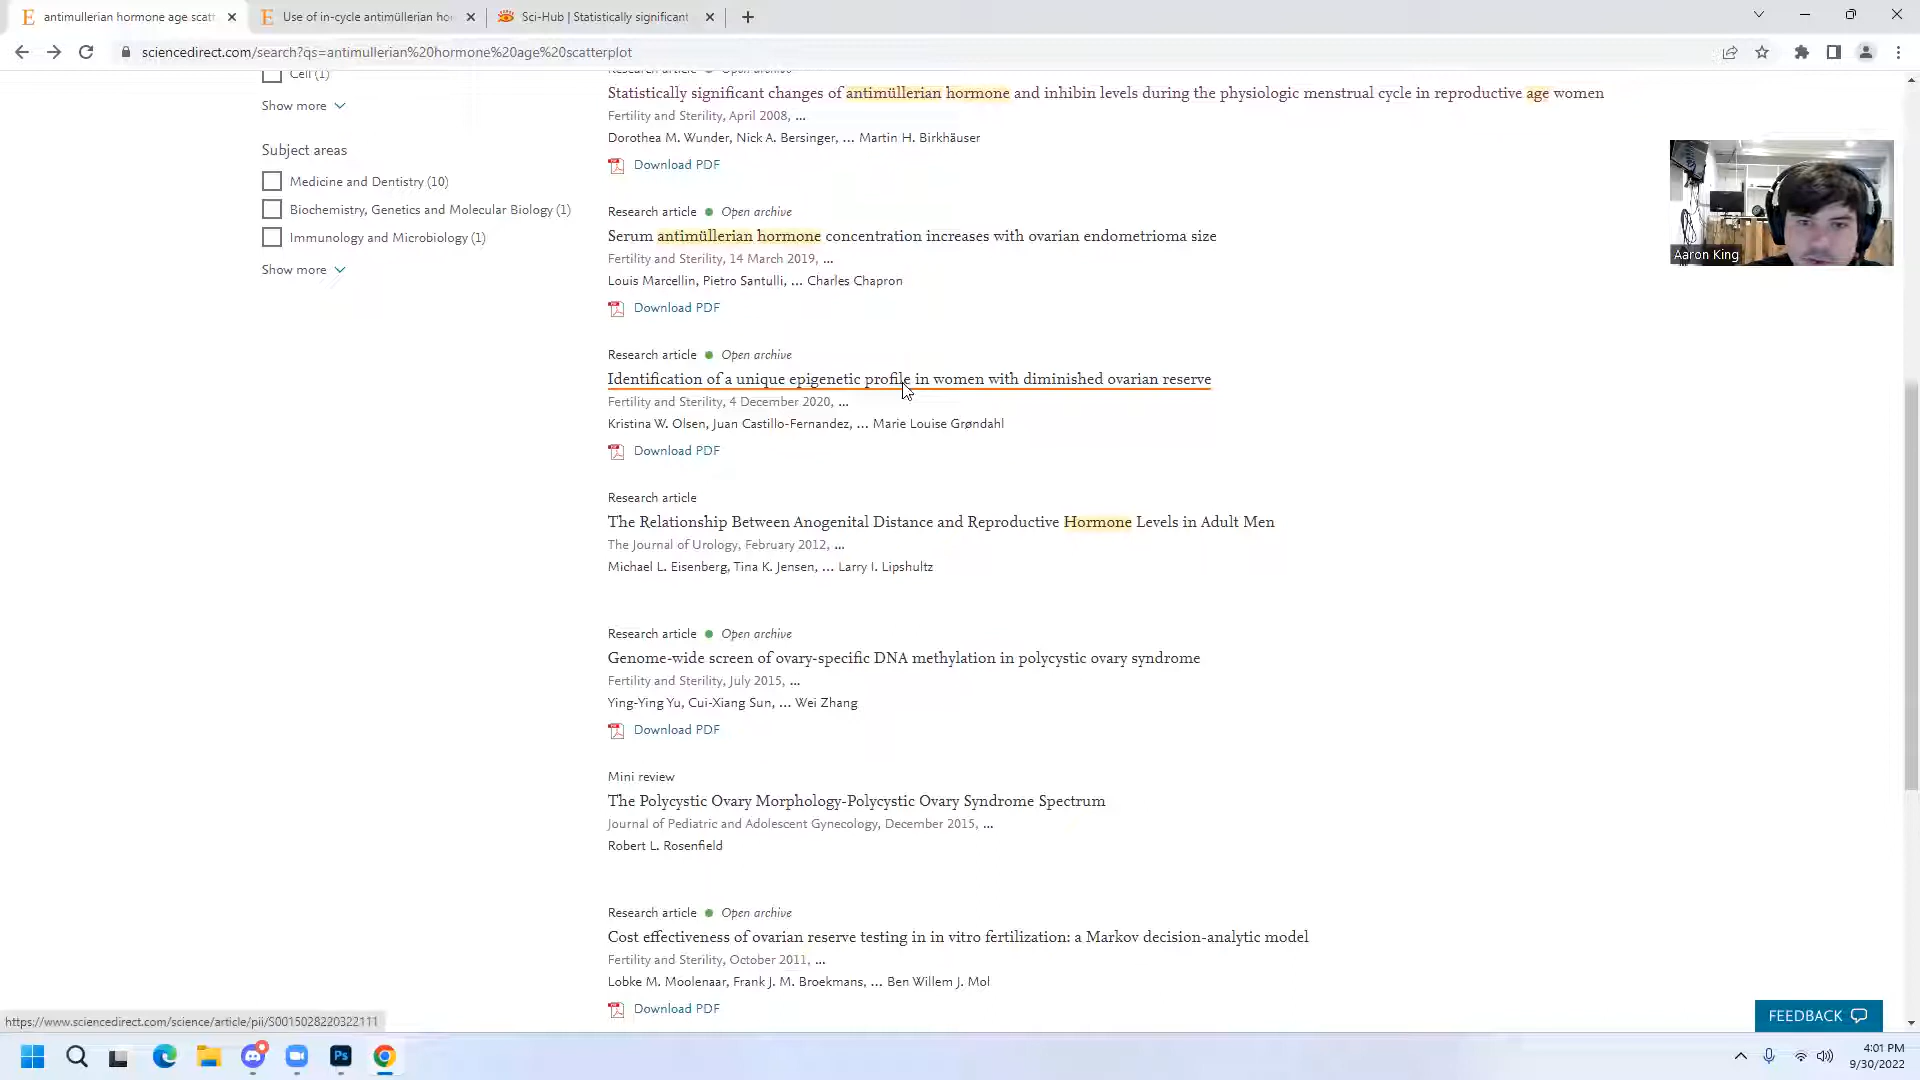 antimullerian hormone age scatt
Use of in-cycle antimüllerian ho
Sci-Hub | Statistically significant
sciencedirect.com/search?qs=antimullerian%20hormone%20age%20scatterplot
Cell (1)
Show more
Subject areas
Medicine and Dentistry (10)
Biochemistry, Genetics and Molecular Biology (1)
Immunology and Microbiology (1)
Show more
Research article Open archive
Statistically significant changes of antimüllerian hormone and inhibin levels during the physiologic menstrual cycle in reproductive age women
Fertility and Sterility, April 2008, ...
Dorothea M. Wunder, Nick A. Bersinger, ... Martin H. Birkhäuser
Download PDF
Research article Open archive
Serum antimüllerian hormone concentration increases with ovarian endometrioma size
Fertility and Sterility, 14 March 2019, ...
Louis Marcellin, Pietro Santulli, ... Charles Chapron
Download PDF
Research article Open archive
Identification of a unique epigenetic profile in women with diminished ovarian reserve
Fertility and Sterility, 4 December 2020, ...
Kristina W. Olsen, Juan Castillo-Fernandez, ... Marie Louise Grøndahl
Download PDF
Research article
The Relationship Between Anogenital Distance and Reproductive Hormone Levels in Adult Men
The Journal of Urology, February 2012, ...
Michael L. Eisenberg, Tina K. Jensen, ... Larry I. Lipshultz
Research article Open archive
Genome-wide screen of ovary-specific DNA methylation in polycystic ovary syndrome
Fertility and Sterility, July 2015, ...
Ying-Ying Yu, Cui-Xiang Sun, ... Wei Zhang
Download PDF
Mini review
The Polycystic Ovary Morphology-Polycystic Ovary Syndrome Spectrum
Journal of Pediatric and Adolescent Gynecology, December 2015, ...
Robert L. Rosenfield
Research article Open archive
Cost effectiveness of ovarian reserve testing in in vitro fertilization: a Markov decision-analytic model
Fertility and Sterility, October 2011, ...
Lobke M. Moolenaar, Frank J. M. Broekmans, ... Ben Willem J. Mol
Download PDF
Aaron King
FEEDBACK
https://www.sciencedirect.com/science/article/pii/S0015028220322111
Ps
4:01 PM
9/30/2022